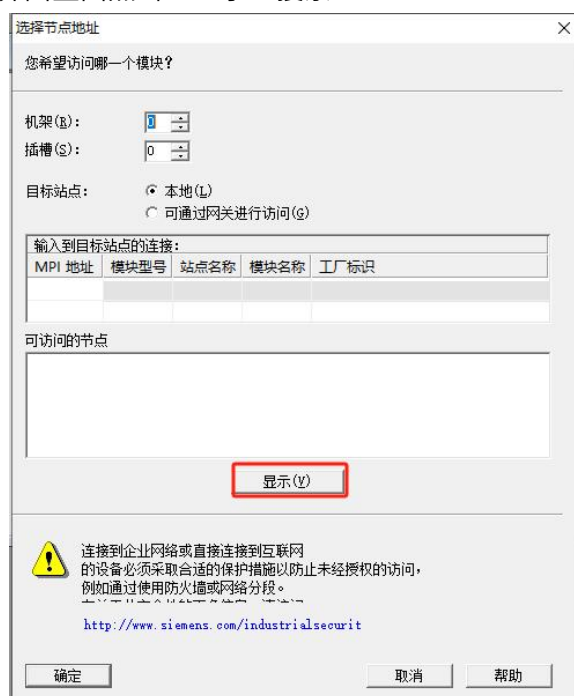 选择节点地址
您希望访问哪一个模块?
机架(R): 0
插槽(S): 0
目标站点: 本地(L)
可通过网关进行访问(G)
输入到目标站点的连接:
MPI 地址 模块型号 站点名称 模块名称 工厂标识
可访问的节点
显示(V)
连接到企业网络或直接连接到互联网
的设备必须采取合适的保护措施以防止未经授权的访问,
例如通过使用防火墙或网络分段。
http://www.siemens.com/industrialsecurit
确定 取消 帮助